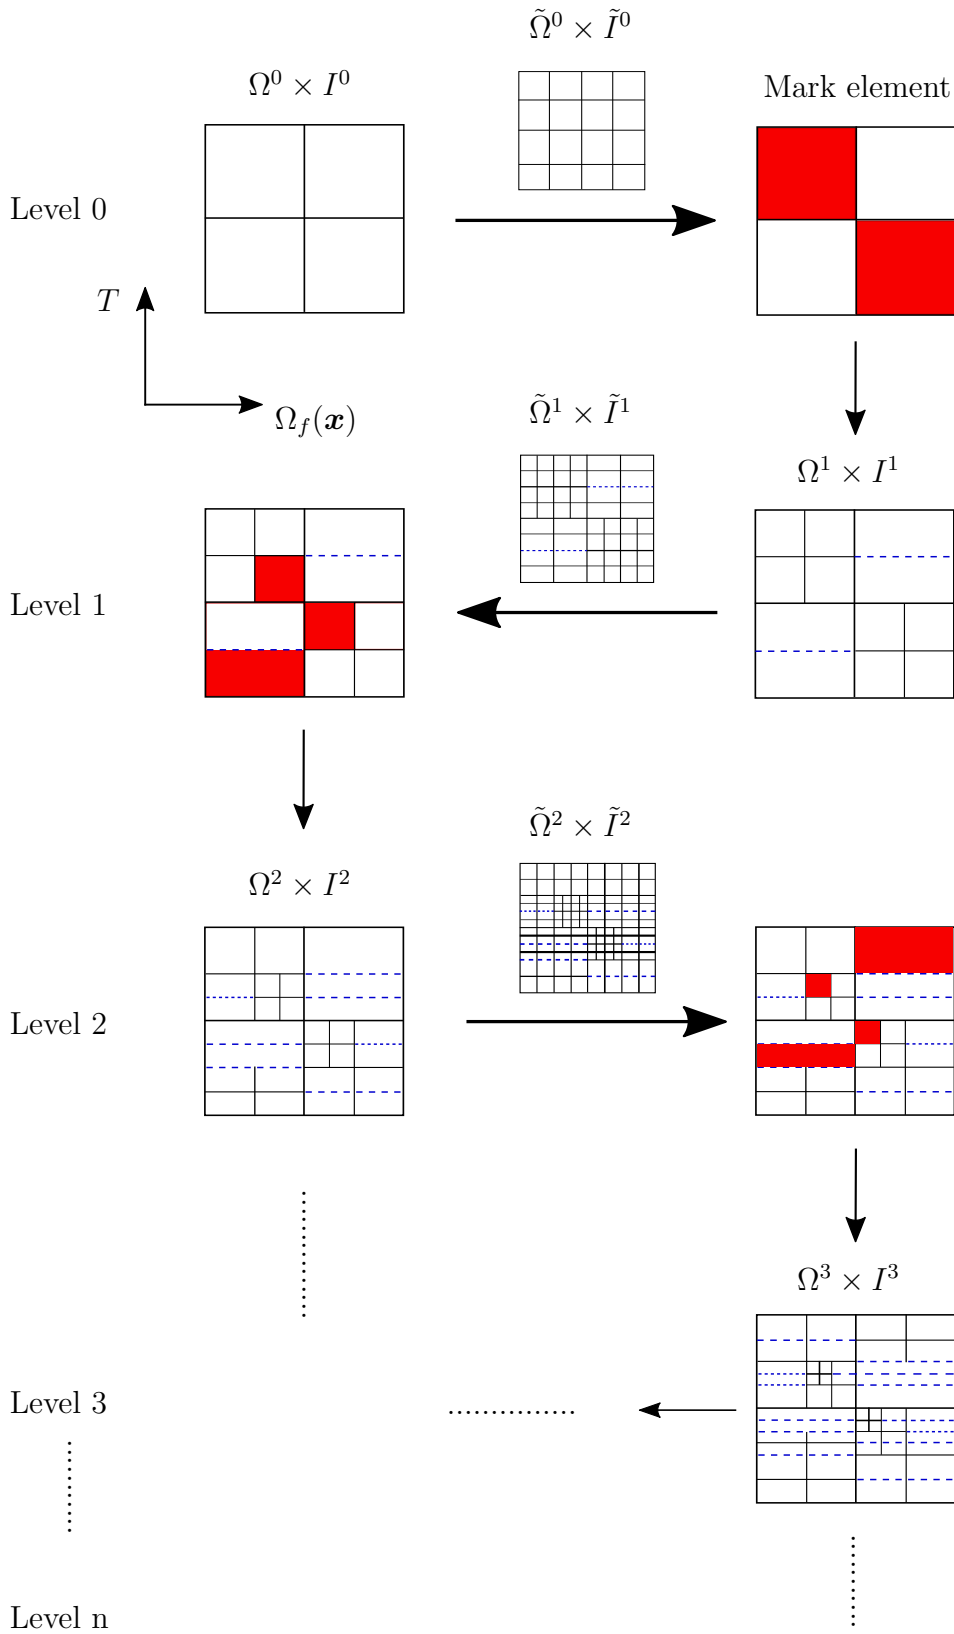 Ω̃⁰ × Ĩ⁰
Ω⁰ × I⁰
Mark element
Level 0
T
Ω_f(𝒙)
Ω̃¹ × Ĩ¹
Ω¹ × I¹
Level 1
Ω̃² × Ĩ²
Ω² × I²
Level 2
Ω³ × I³
Level 3
Level n